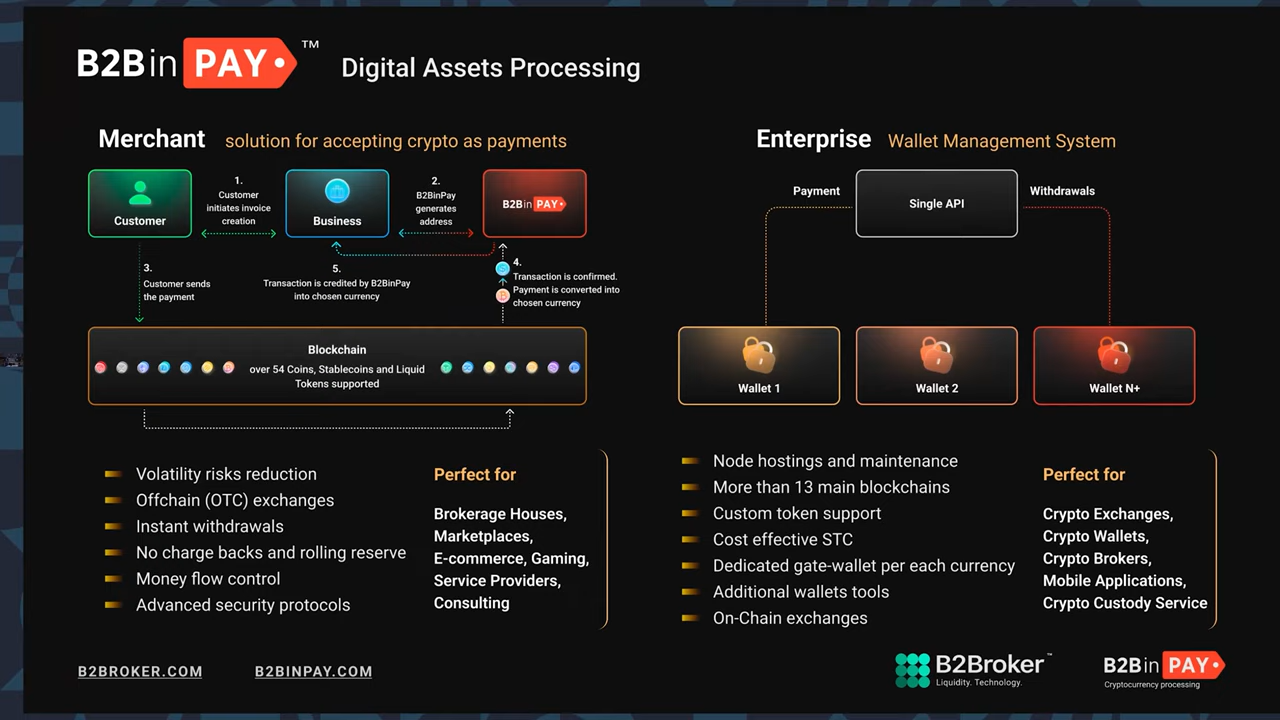 B2BinPAY™
Digital Assets Processing
Merchant solution for accepting crypto as payments
Customer
1.
Customer
initiates invoice
creation
Business
2.
B2BinPay
generates
address
B2BinPAY
3.
Customer sends
the payment
5.
Transaction is credited by B2BinPay
into chosen currency
4.
Transaction is confirmed.
Payment is converted into
chosen currency
Blockchain
over 54 Coins, Stablecoins and Liquid
Tokens supported
Volatility risks reduction
Offchain (OTC) exchanges
Instant withdrawals
No charge backs and rolling reserve
Money flow control
Advanced security protocols
Perfect for
Brokerage Houses,
Marketplaces,
E-commerce, Gaming,
Service Providers,
Consulting
Enterprise Wallet Management System
Payment
Single API
Withdrawals
Wallet 1
Wallet 2
Wallet N+
Node hostings and maintenance
More than 13 main blockchains
Custom token support
Cost effective STC
Dedicated gate-wallet per each currency
Additional wallets tools
On-Chain exchanges
Perfect for
Crypto Exchanges,
Crypto Wallets,
Crypto Brokers,
Mobile Applications,
Crypto Custody Service
B2BROKER.COM
B2BINPAY.COM
B2Broker™
Liquidity. Technology.
B2BinPAY
Cryptocurrency processing